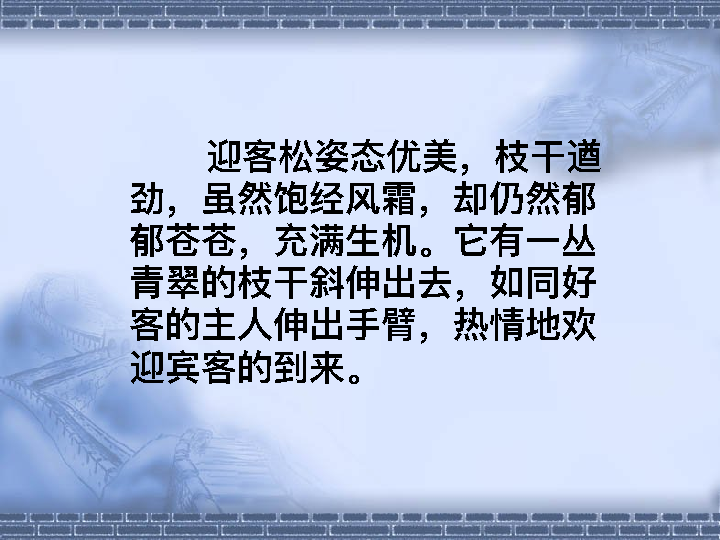 迎客松姿态优美，枝干遒
劲，虽然饱经风霜，却仍然郁
郁苍苍，充满生机。它有一丛
青翠的枝干斜伸出去，如同好
客的主人伸出手臂，热情地欢
迎宾客的到来。